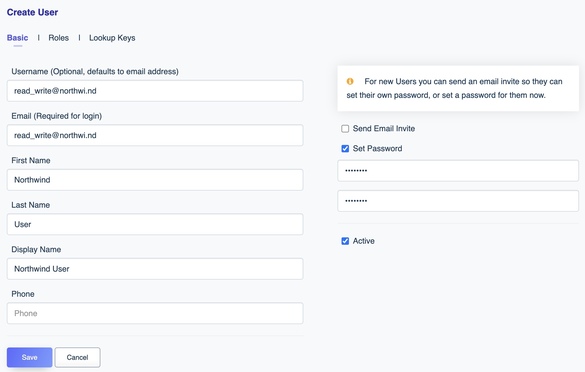 Create User
Basic | Roles | Lookup Keys
Username (Optional, defaults to email address)
read_write@northwi.nd
Email (Required for login)
read_write@northwi.nd
First Name
Northwind
Last Name
User
Display Name
Northwind User
Phone
Phone
Save
Cancel
For new Users you can send an email invite so they can
set their own password, or set a password for them now.
Send Email Invite
Set Password
••••••••
••••••••
Active